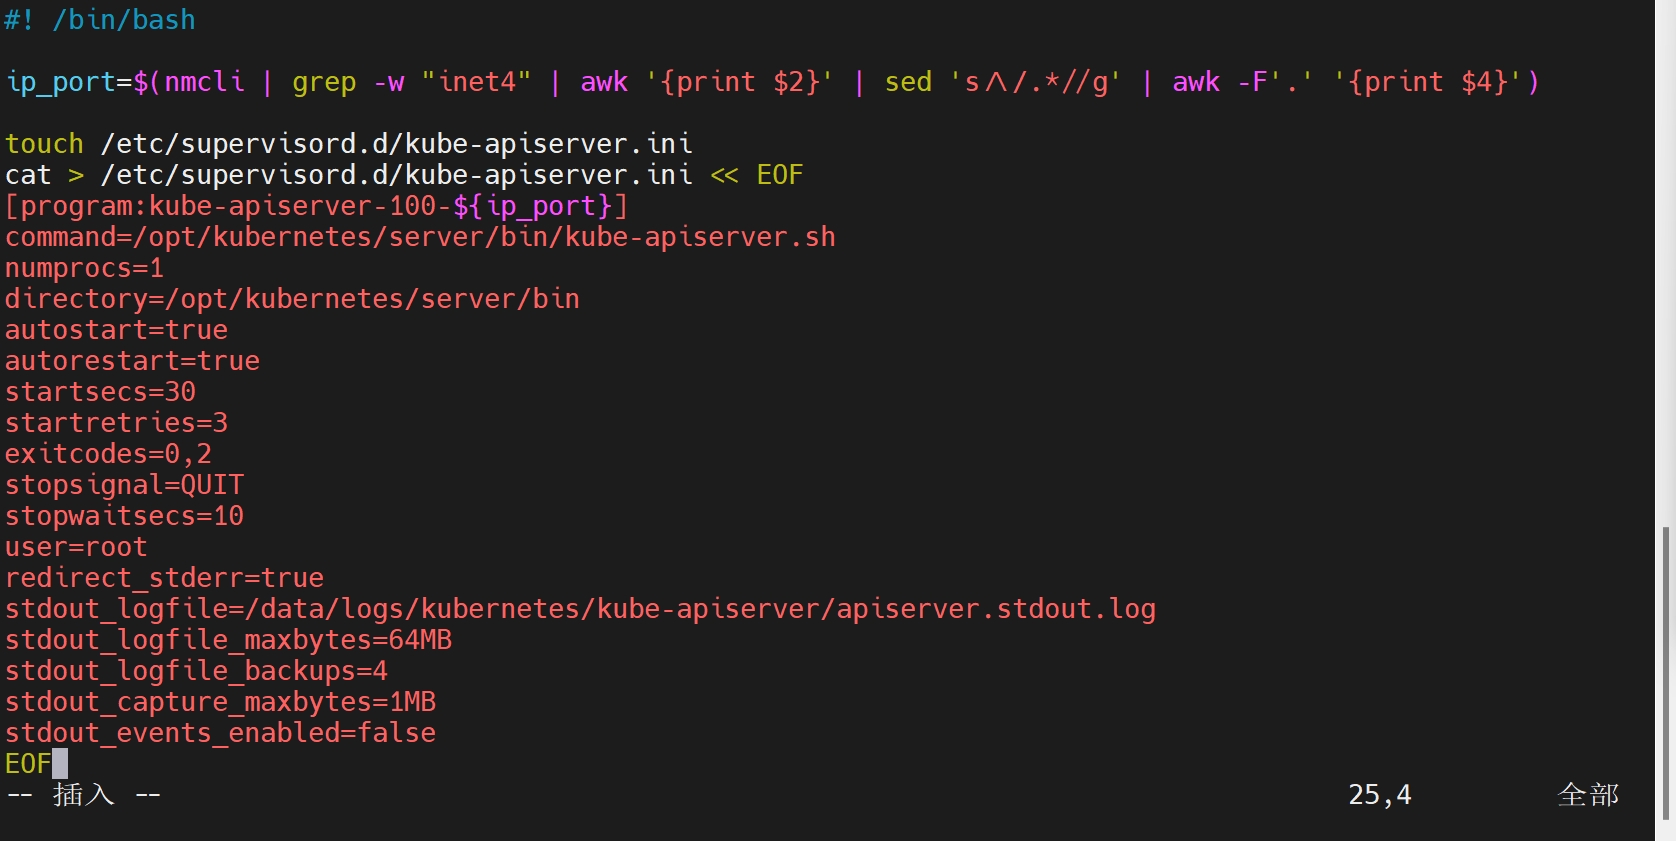 #! /bin/bash
ip_port=$(nmcli | grep -w "inet4" | awk '{print $2}' | sed 's/\/.*//g' | awk -F'.' '{print $4}')
touch /etc/supervisord.d/kube-apiserver.ini
cat > /etc/supervisord.d/kube-apiserver.ini << EOF
[program:kube-apiserver-100-${ip_port}]
command=/opt/kubernetes/server/bin/kube-apiserver.sh
numprocs=1
directory=/opt/kubernetes/server/bin
autostart=true
autorestart=true
startsecs=30
startretries=3
exitcodes=0,2
stopsignal=QUIT
stopwaitsecs=10
user=root
redirect_stderr=true
stdout_logfile=/data/logs/kubernetes/kube-apiserver/apiserver.stdout.log
stdout_logfile_maxbytes=64MB
stdout_logfile_backups=4
stdout_capture_maxbytes=1MB
stdout_events_enabled=false
EOF
-- 插入 -- 25,4 全部